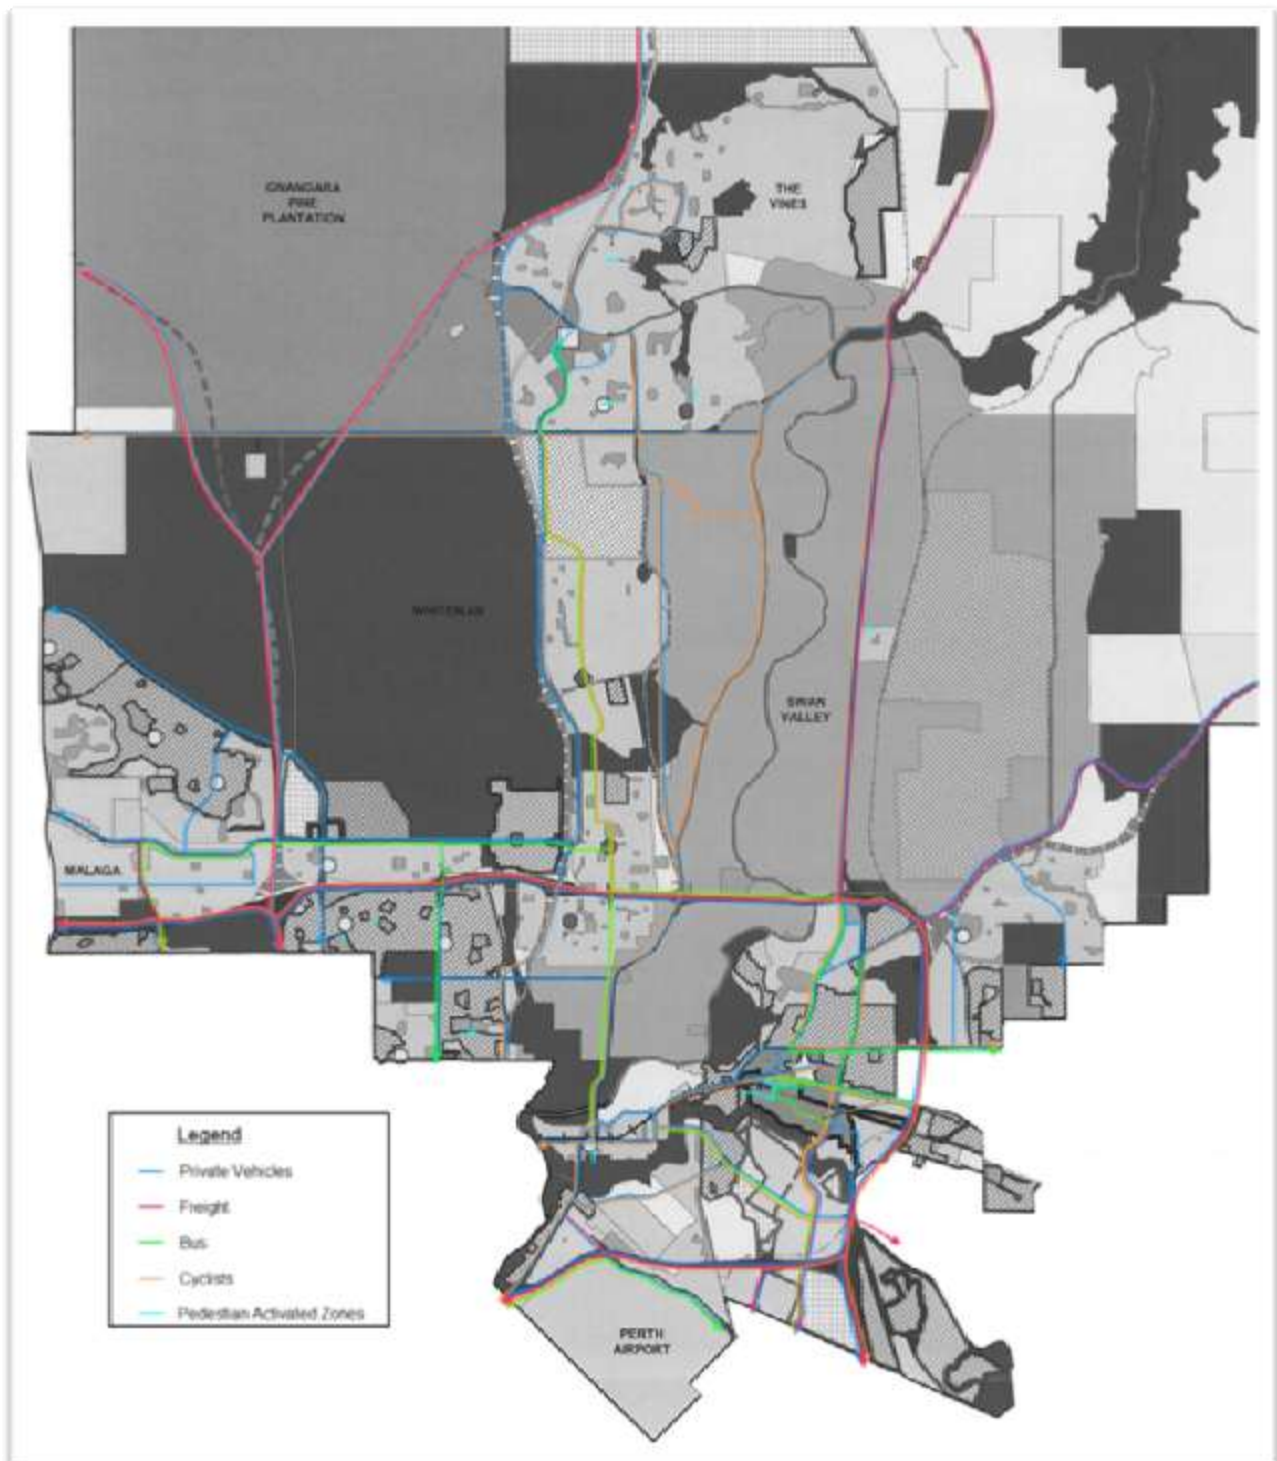 GNANGARA
PINE
PLANTATION
THE
VINES
WHITEMAN
SWAN
VALLEY
MALAGA
Legend
Private Vehicles
Freight
Bus
Cyclists
Pedestrian Activated Zones
PERTH
AIRPORT